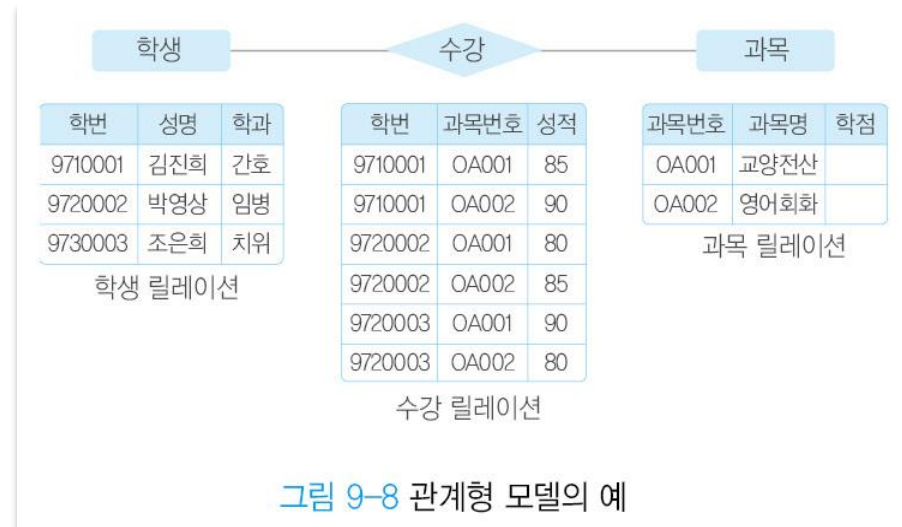 학생 수강 과목
학번 성명 학과
9710001 김진희 간호
9720002 박영상 임병
9730003 조은희 치위
학생 릴레이션
학번 과목번호 성적
9710001 OA001 85
9710001 OA002 90
9720002 OA001 80
9720002 OA002 85
9720003 OA001 90
9720003 OA002 80
수강 릴레이션
과목번호 과목명 학점
OA001 교양전산
OA002 영어회화
과목 릴레이션
그림 9-8 관계형 모델의 예